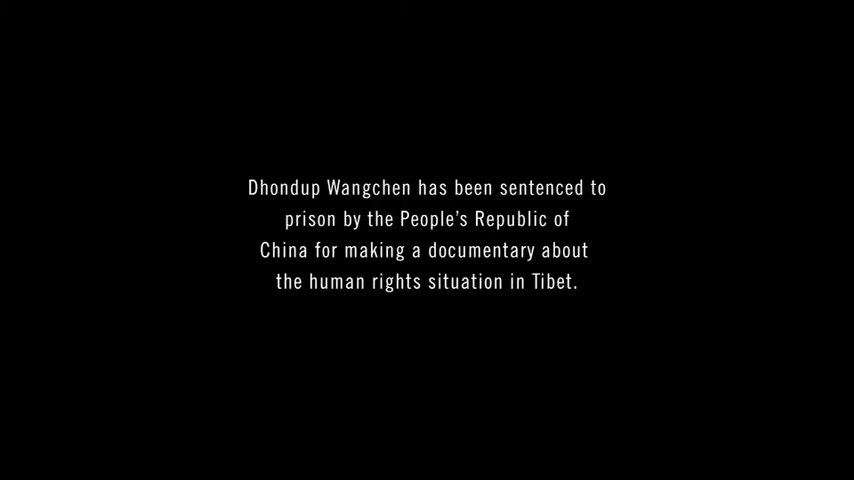 Dhondup Wangchen has been sentenced to
prison by the People’s Republic of
China for making a documentary about
the human rights situation in Tibet.